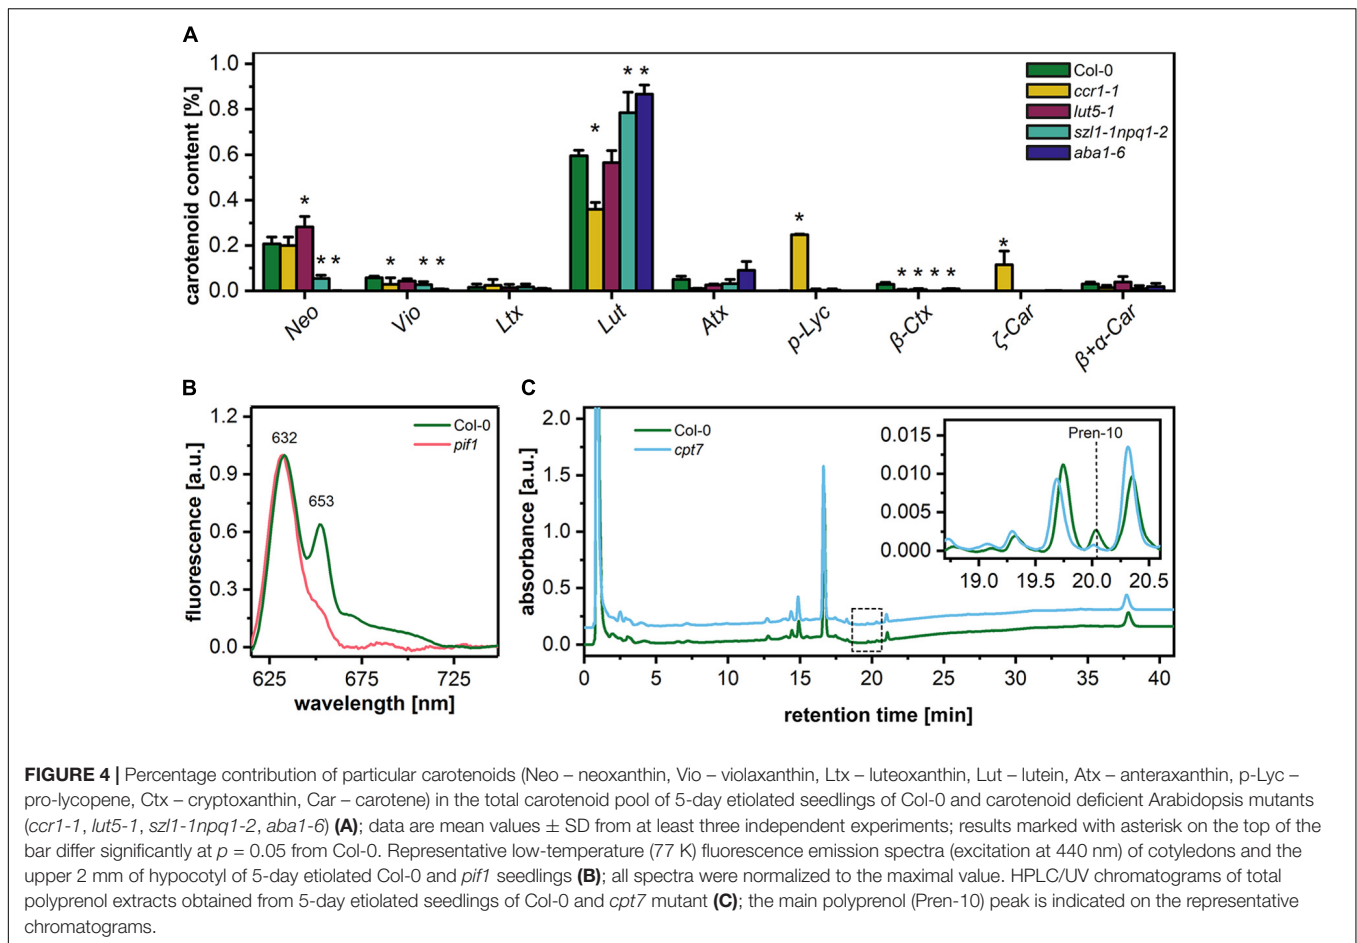 A
carotenoid content [%]
1.0
0.8
0.6
0.4
0.2
0.0
* * * * * * * * * * * * * * *
Col-0
ccr1-1
lut5-1
szl1-1npq1-2
aba1-6
Neo Vio Ltx Lut Atx p-Lyc β-Ctx ζ-Car β+α-Car
B
fluorescence [a.u.]
1.2
0.9
0.6
0.3
0.0
632
653
Col-0
pif1
625 675 725
wavelength [nm]
C
absorbance [a.u.]
2.0
1.5
1.0
0.5
0.0
Col-0
cpt7
0.015
0.010
0.005
0.000
Pren-10
19.0 19.5 20.0 20.5
0 5 10 15 20 25 30 35 40
retention time [min]
FIGURE 4 | Percentage contribution of particular carotenoids (Neo – neoxanthin, Vio – violaxanthin, Ltx – luteoxanthin, Lut – lutein, Atx – anteraxanthin, p-Lyc –
pro-lycopene, Ctx – cryptoxanthin, Car – carotene) in the total carotenoid pool of 5-day etiolated seedlings of Col-0 and carotenoid deficient Arabidopsis mutants
(ccr1-1, lut5-1, szl1-1npq1-2, aba1-6) (A); data are mean values ± SD from at least three independent experiments; results marked with asterisk on the top of the
bar differ significantly at p = 0.05 from Col-0. Representative low-temperature (77 K) fluorescence emission spectra (excitation at 440 nm) of cotyledons and the
upper 2 mm of hypocotyl of 5-day etiolated Col-0 and pif1 seedlings (B); all spectra were normalized to the maximal value. HPLC/UV chromatograms of total
polyprenol extracts obtained from 5-day etiolated seedlings of Col-0 and cpt7 mutant (C); the main polyprenol (Pren-10) peak is indicated on the representative
chromatograms.